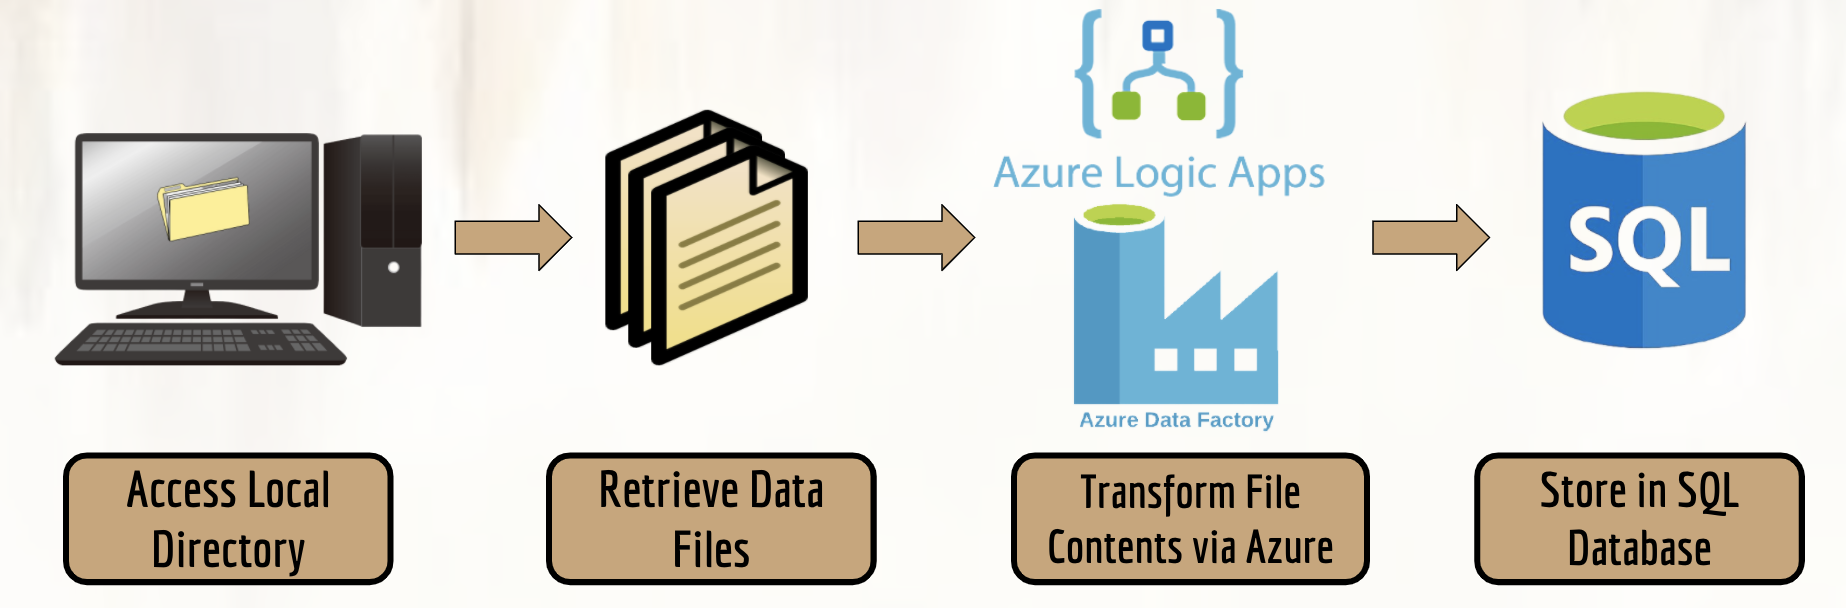 Azure Logic Apps
SQL
Azure Data Factory
Access Local
Directory
Retrieve Data
Files
Transform File
Contents via Azure
Store in SQL
Database